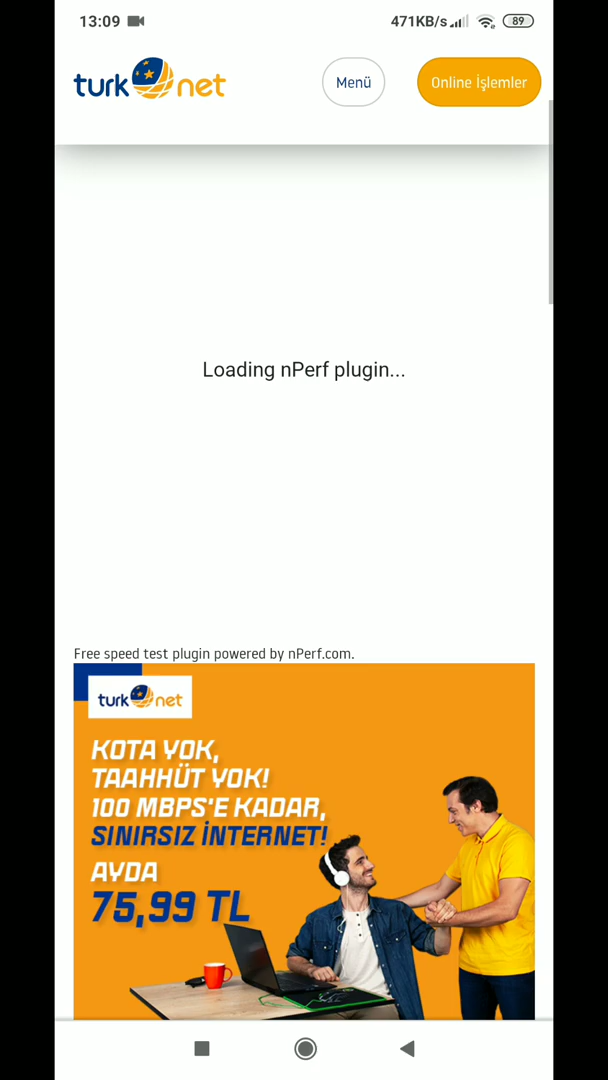 13:09
471KB/s
89
turk net
Menü
Online İşlemler
Loading nPerf plugin...
Free speed test plugin powered by nPerf.com.
turk net
KOTA YOK,
TAAHHÜT YOK!
100 MBPS'E KADAR,
SINIRSIZ İNTERNET!
AYDA
75,99 TL